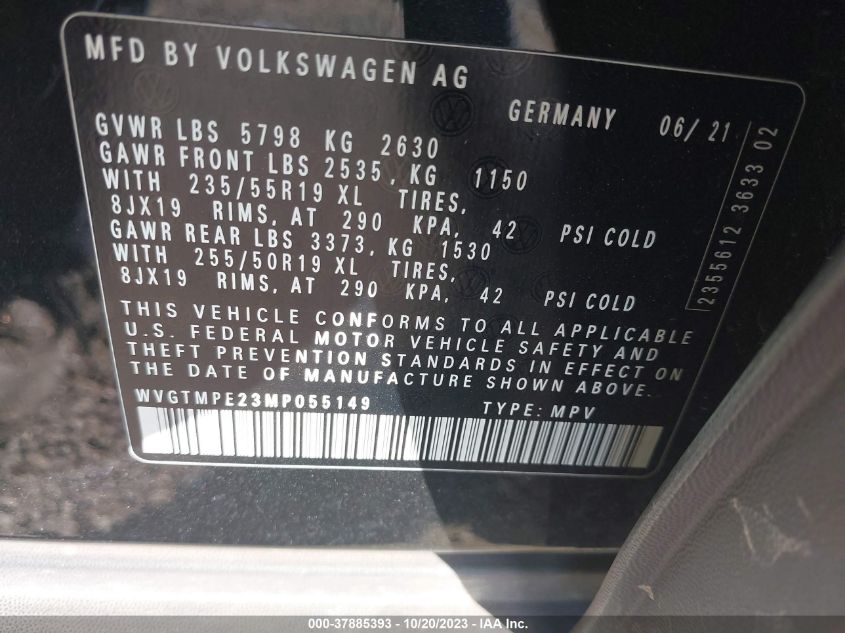 MFD BY VOLKSWAGEN AG
GERMANY 06/ 21
GVWR LBS 5798 KG 2630
GAWR FRONT LBS 2535, KG 1150
WITH 235/55R19 XL TIRES,
8JX19 RIMS, AT 290 KPA, 42 PSI COLD
GAWR REAR LBS 3373, KG 1530
WITH 255/50R19 XL TIRES,
8JX19 RIMS, AT 290 KPA, 42 PSI COLD
THIS VEHICLE CONFORMS TO ALL APPLICABLE
U.S. FEDERAL MOTOR VEHICLE SAFETY AND
THEFT PREVENTION STANDARDS IN EFFECT ON
THE DATE OF MANUFACTURE SHOWN ABOVE.
WVGTMPE23MP055149 TYPE: MPV
2355612 3633 02
000-37885393 - 10/20/2023 - IAA Inc.